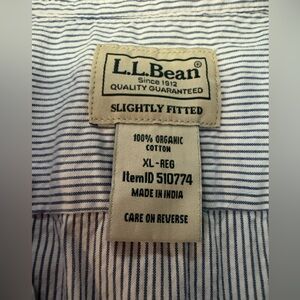 L.L.Bean®
Since 1912
QUALITY GUARANTEED
SLIGHTLY FITTED
100% ORGANIC
COTTON
XL-REG
ItemID 510774
MADE IN INDIA
CARE ON REVERSE